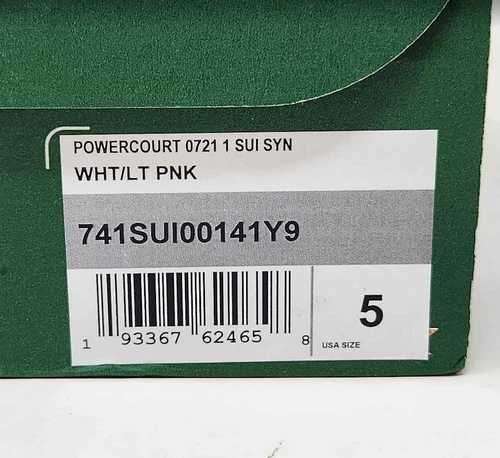 POWERCOURT 0721 1 SUI SYN
WHT/LT PNK
741SUI00141Y9
1 93367 62465 8
5
USA SIZE